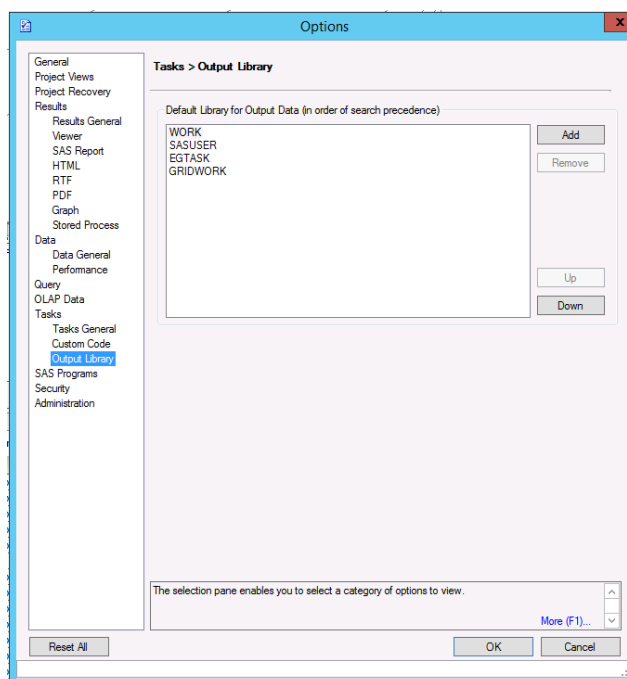 Options
x
General
Project Views
Project Recovery
Results
Results General
Viewer
SAS Report
HTML
RTF
PDF
Graph
Stored Process
Data
Data General
Performance
Query
OLAP Data
Tasks
Tasks General
Custom Code
Output Library
SAS Programs
Security
Administration
Tasks > Output Library
Default Library for Output Data (in order of search precedence)
WORK
SASUSER
EGTASK
GRIDWORK
Add
Remove
Up
Down
The selection pane enables you to select a category of options to view.
More (F1)...
Reset All
OK
Cancel